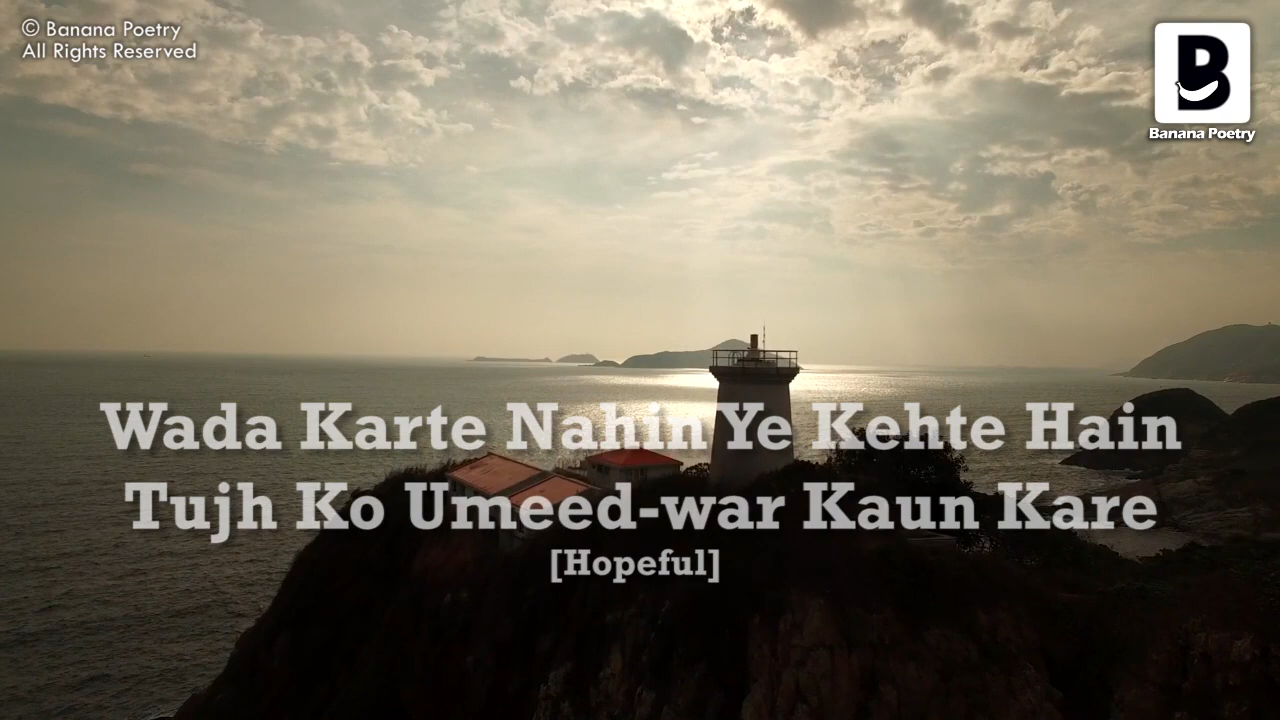 © Banana Poetry
All Rights Reserved
B
Banana Poetry
Wada Karte Nahin Ye Kehte Hain
Tujh Ko Umeed-war Kaun Kare
[Hopeful]